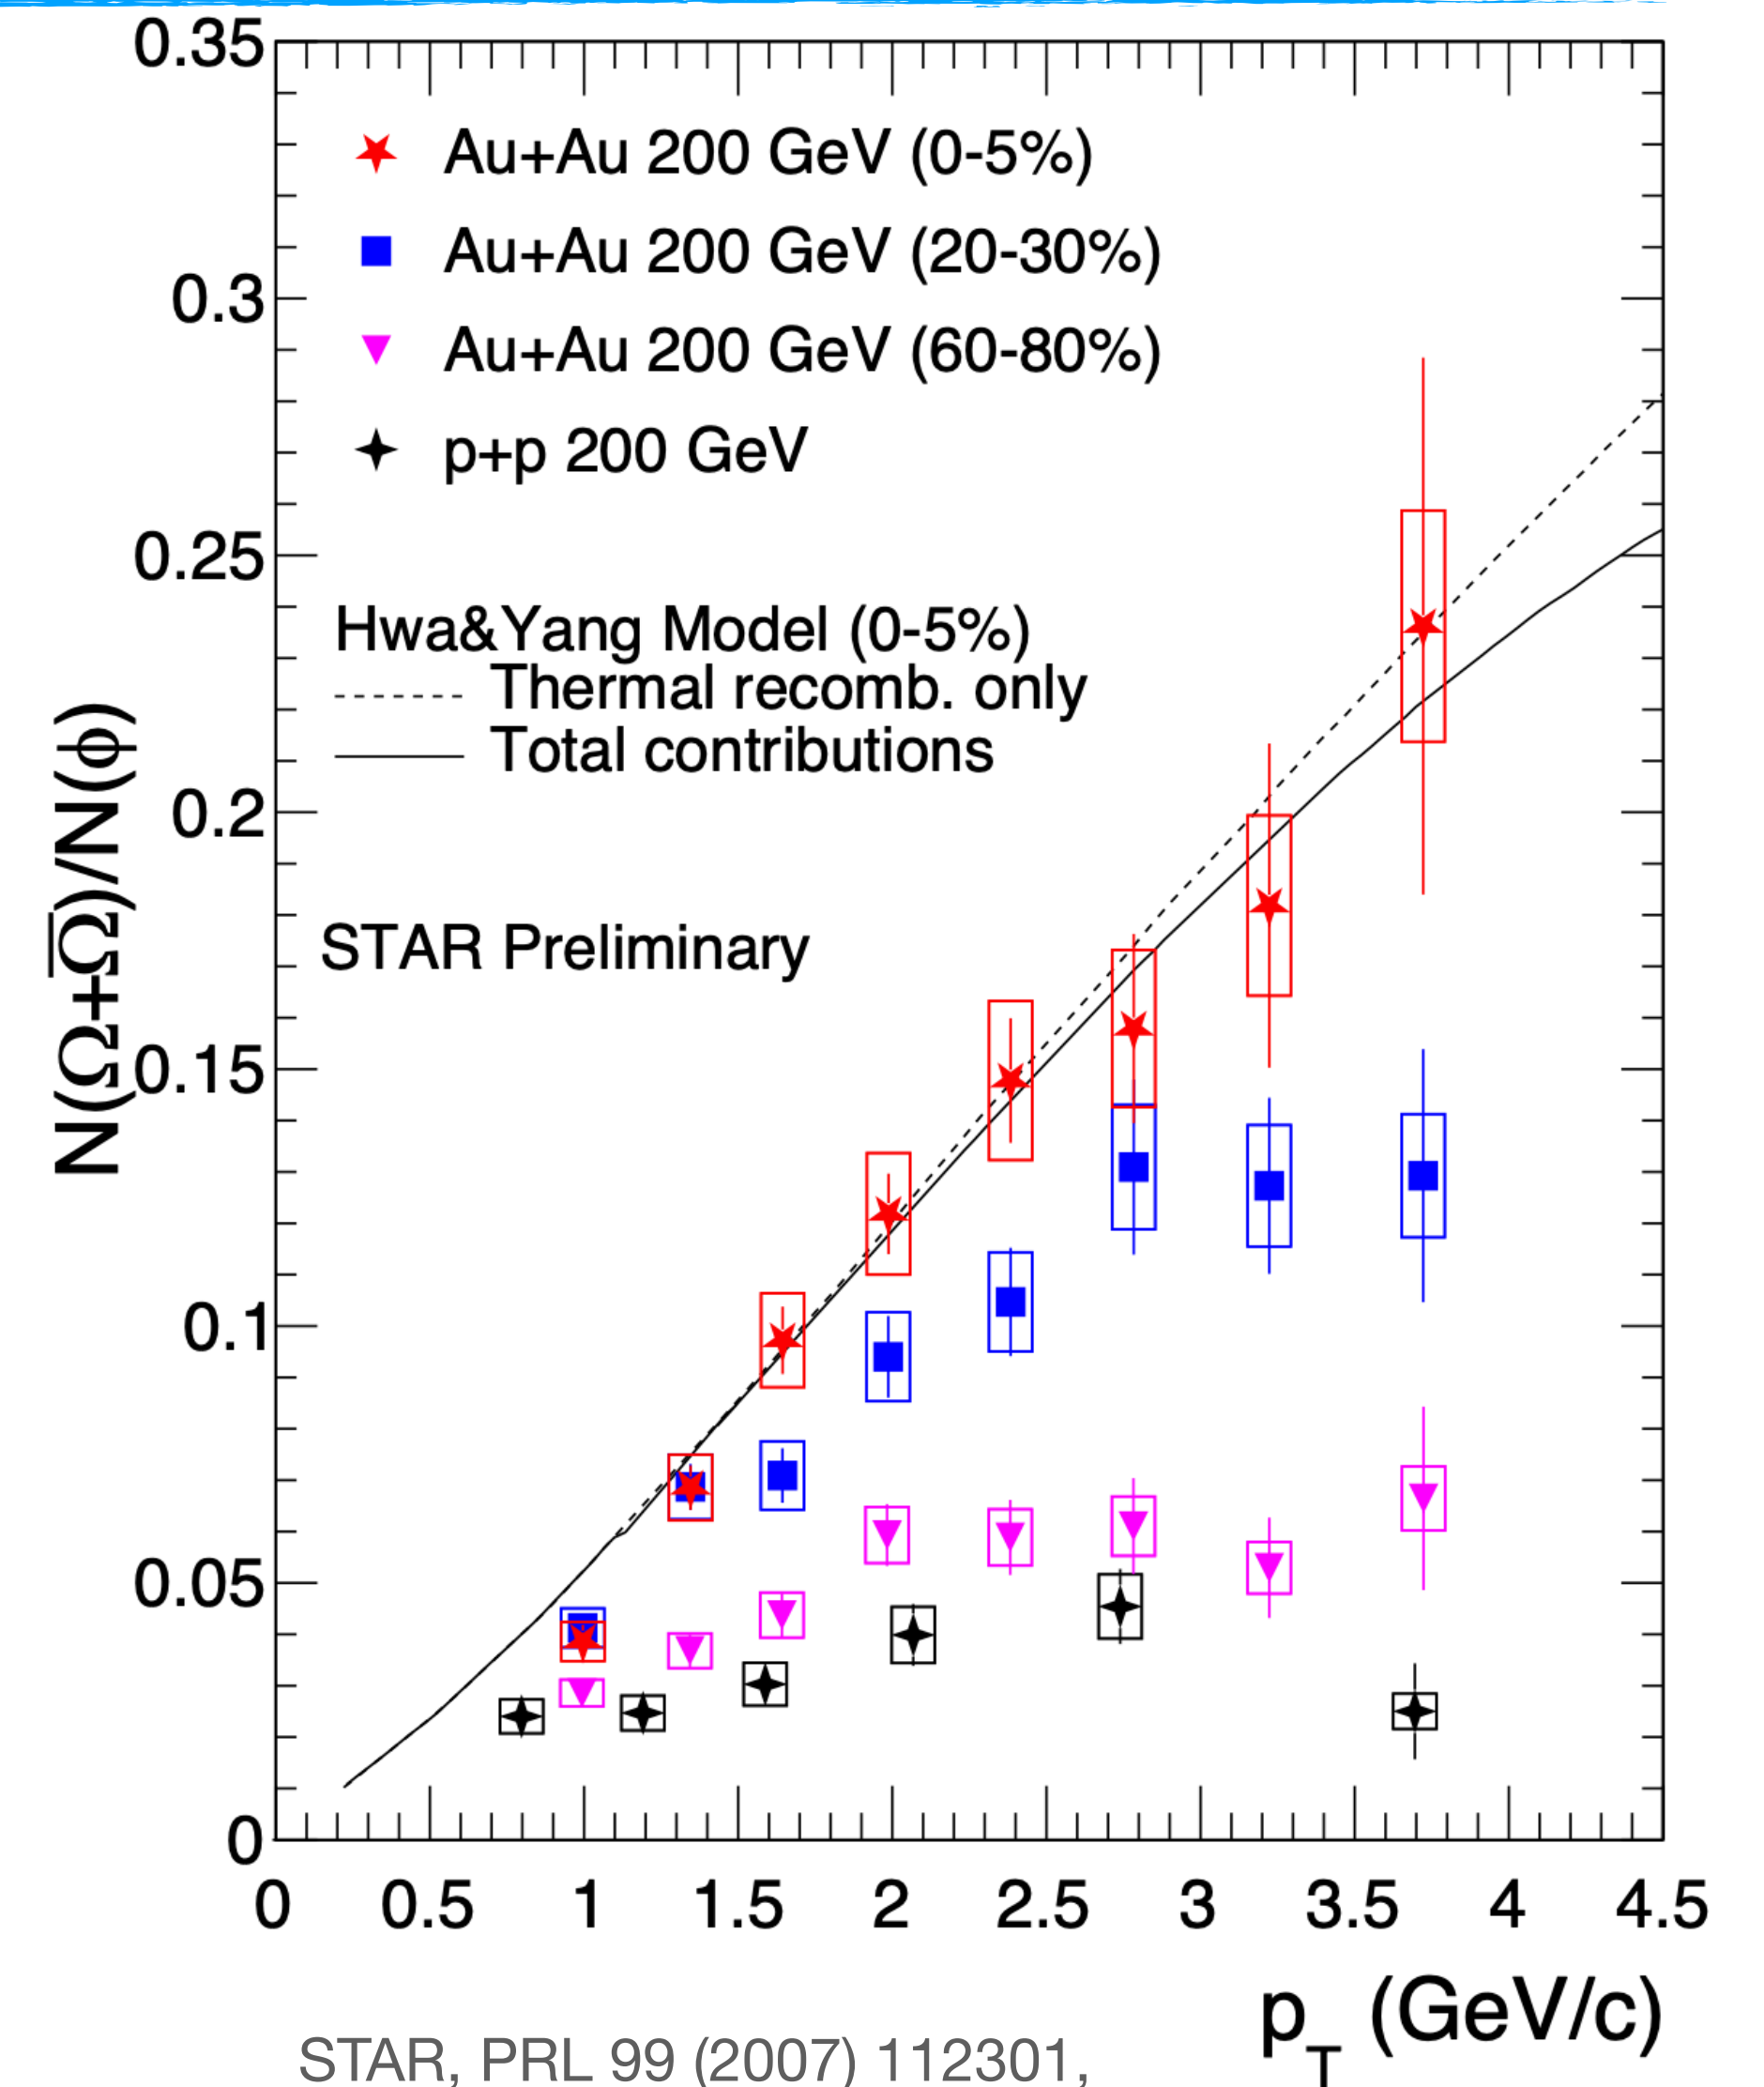 0.35
Au+Au 200 GeV (0-5%)
Au+Au 200 GeV (20-30%)
0.3
Au+Au 200 GeV (60-80%)
p+p 200 GeV
0.25
Hwa&Yang Model (0-5%)
Thermal recomb. only
Total contributions
N(Ω+Ω̅)/N(ϕ)
0.2
STAR Preliminary
0.15
0.1
0.05
0
0 0.5 1 1.5 2 2.5 3 3.5 4 4.5
p_T (GeV/c)
STAR, PRL 99 (2007) 112301,